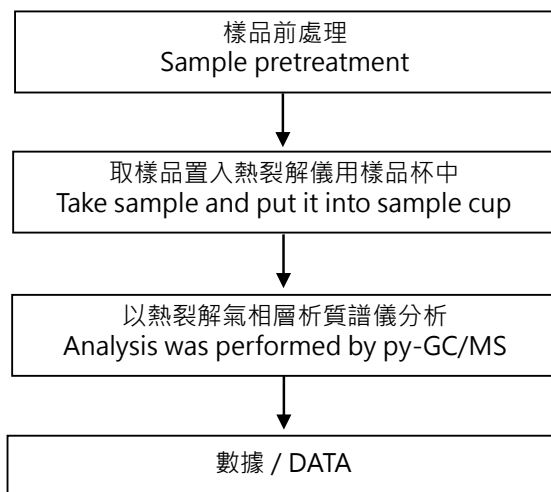 樣品前處理
Sample pretreatment
取樣品置入熱裂解儀用樣品杯中
Take sample and put it into sample cup
以熱裂解氣相層析質譜儀分析
Analysis was performed by py-GC/MS
數據 / DATA